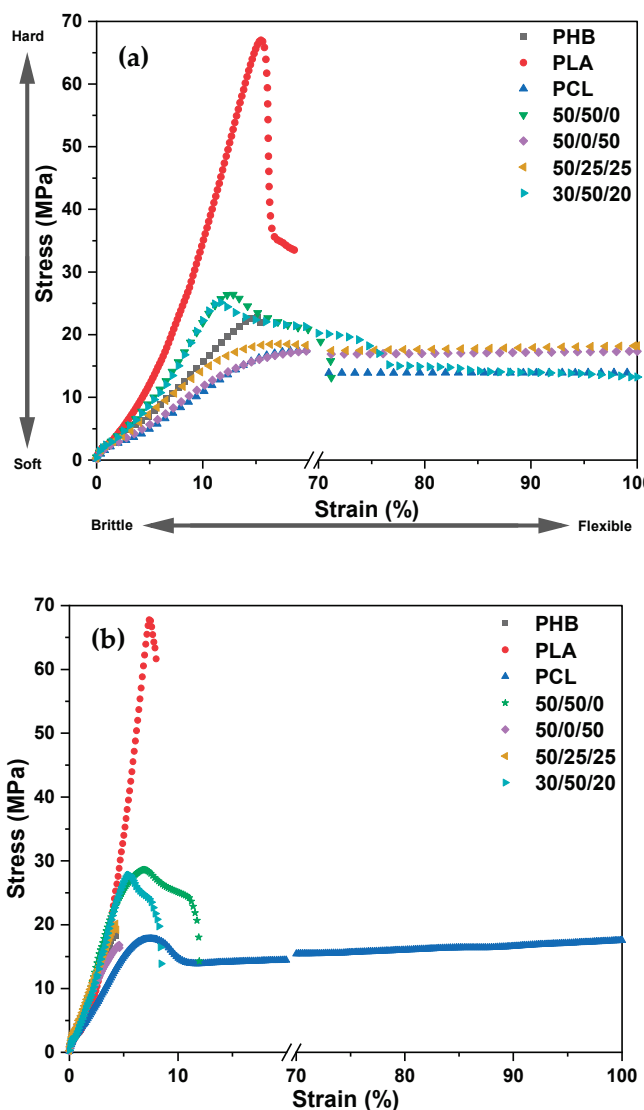 Hard
Soft
Stress (MPa)
70
60
50
40
30
20
10
0
(a)
PHB
PLA
PCL
50/50/0
50/0/50
50/25/25
30/50/20
0 10 70 80 90 100
Strain (%)
Brittle Flexible
Stress (MPa)
70
60
50
40
30
20
10
0
(b)
PHB
PLA
PCL
50/50/0
50/0/50
50/25/25
30/50/20
0 10 70 80 90 100
Strain (%)